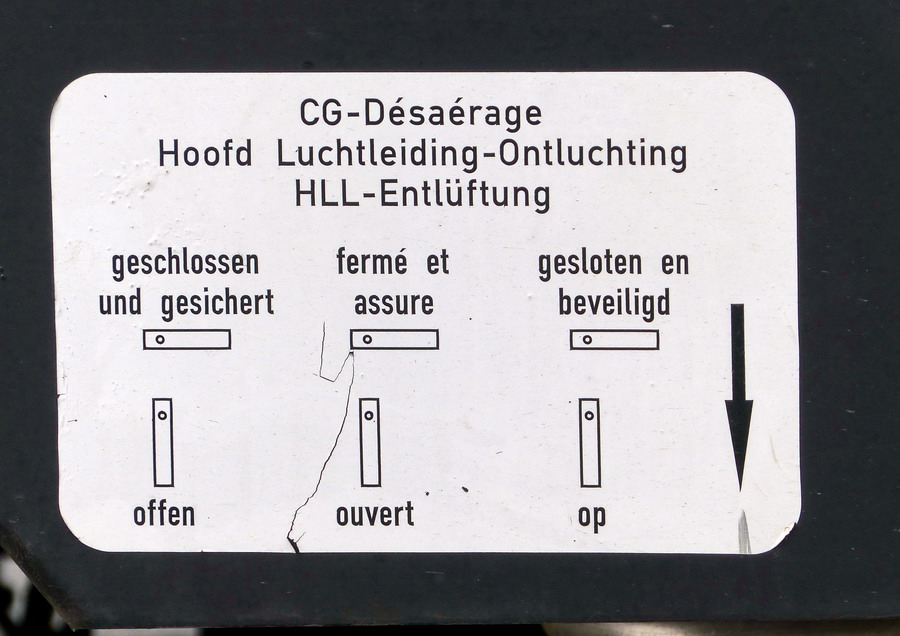 CG-Désaérage
Hoofd Luchtleiding-Ontluchting
HLL-Entlüftung
geschlossen
und gesichert
fermé et
assure
gesloten en
beveiligd
offen
ouvert
op